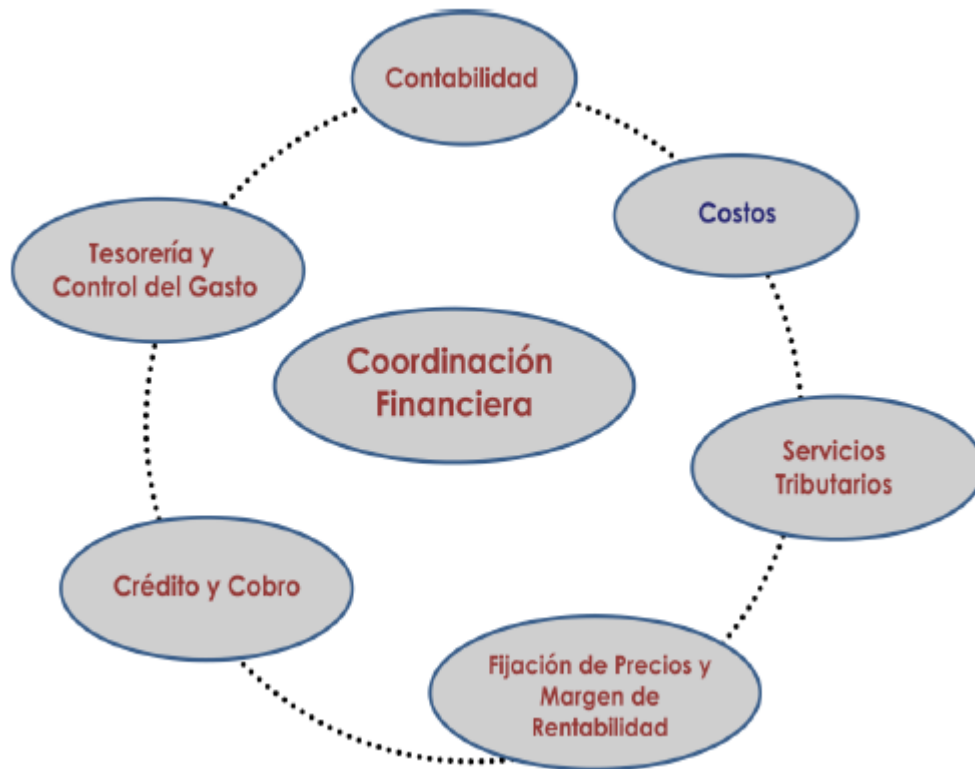 Contabilidad
Costos
Tesorería y
Control del Gasto
Coordinación
Financiera
Servicios
Tributarios
Crédito y Cobro
Fijación de Precios y
Margen de
Rentabilidad